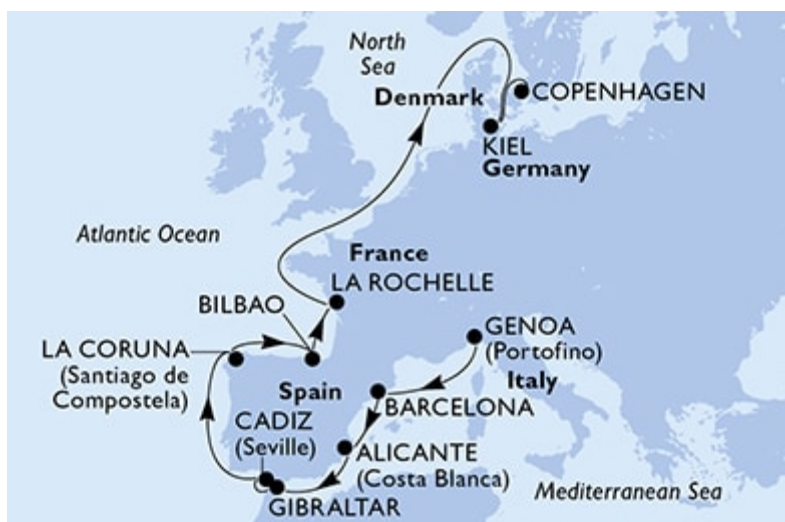 North
Sea
Denmark
COPENHAGEN
KIEL
Germany
Atlantic Ocean
France
LA ROCHELLE
BILBAO
LA CORUNA
(Santiago de
Compostela)
GENOA
(Portofino)
Italy
Spain
BARCELONA
CADIZ
(Seville)
ALICANTE
(Costa Blanca)
GIBRALTAR
Mediterranean Sea